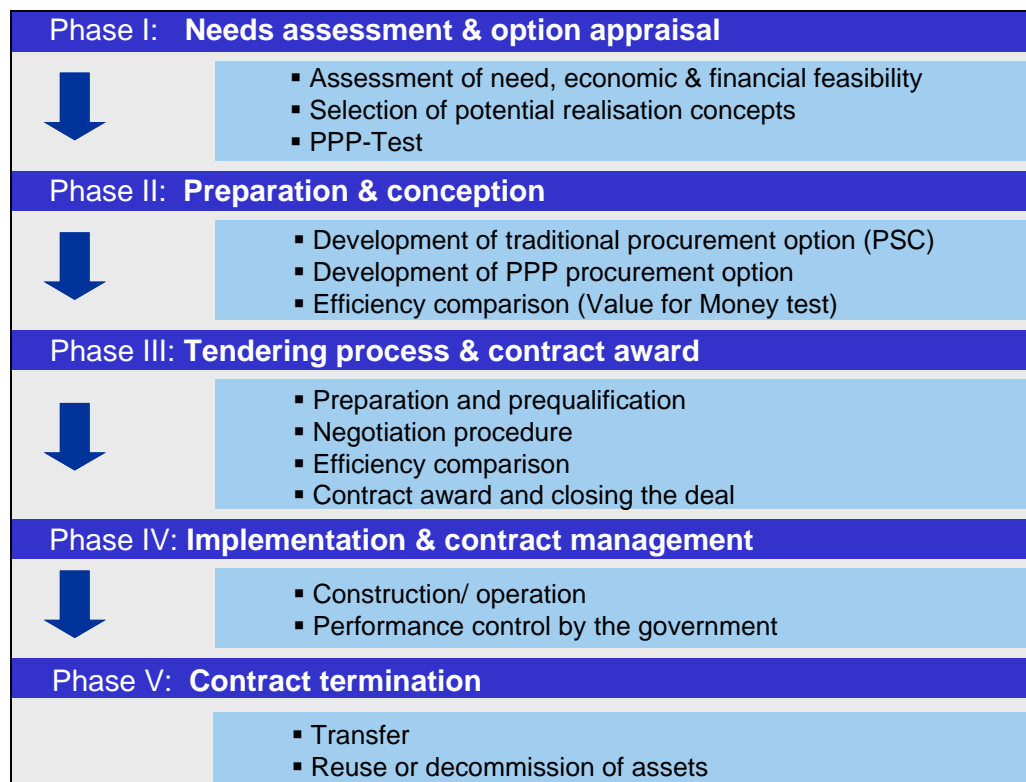 Phase I: Needs assessment & option appraisal
▪ Assessment of need, economic & financial feasibility
▪ Selection of potential realisation concepts
▪ PPP-Test
Phase II: Preparation & conception
▪ Development of traditional procurement option (PSC)
▪ Development of PPP procurement option
▪ Efficiency comparison (Value for Money test)
Phase III: Tendering process & contract award
▪ Preparation and prequalification
▪ Negotiation procedure
▪ Efficiency comparison
▪ Contract award and closing the deal
Phase IV: Implementation & contract management
▪ Construction/ operation
▪ Performance control by the government
Phase V: Contract termination
▪ Transfer
▪ Reuse or decommission of assets